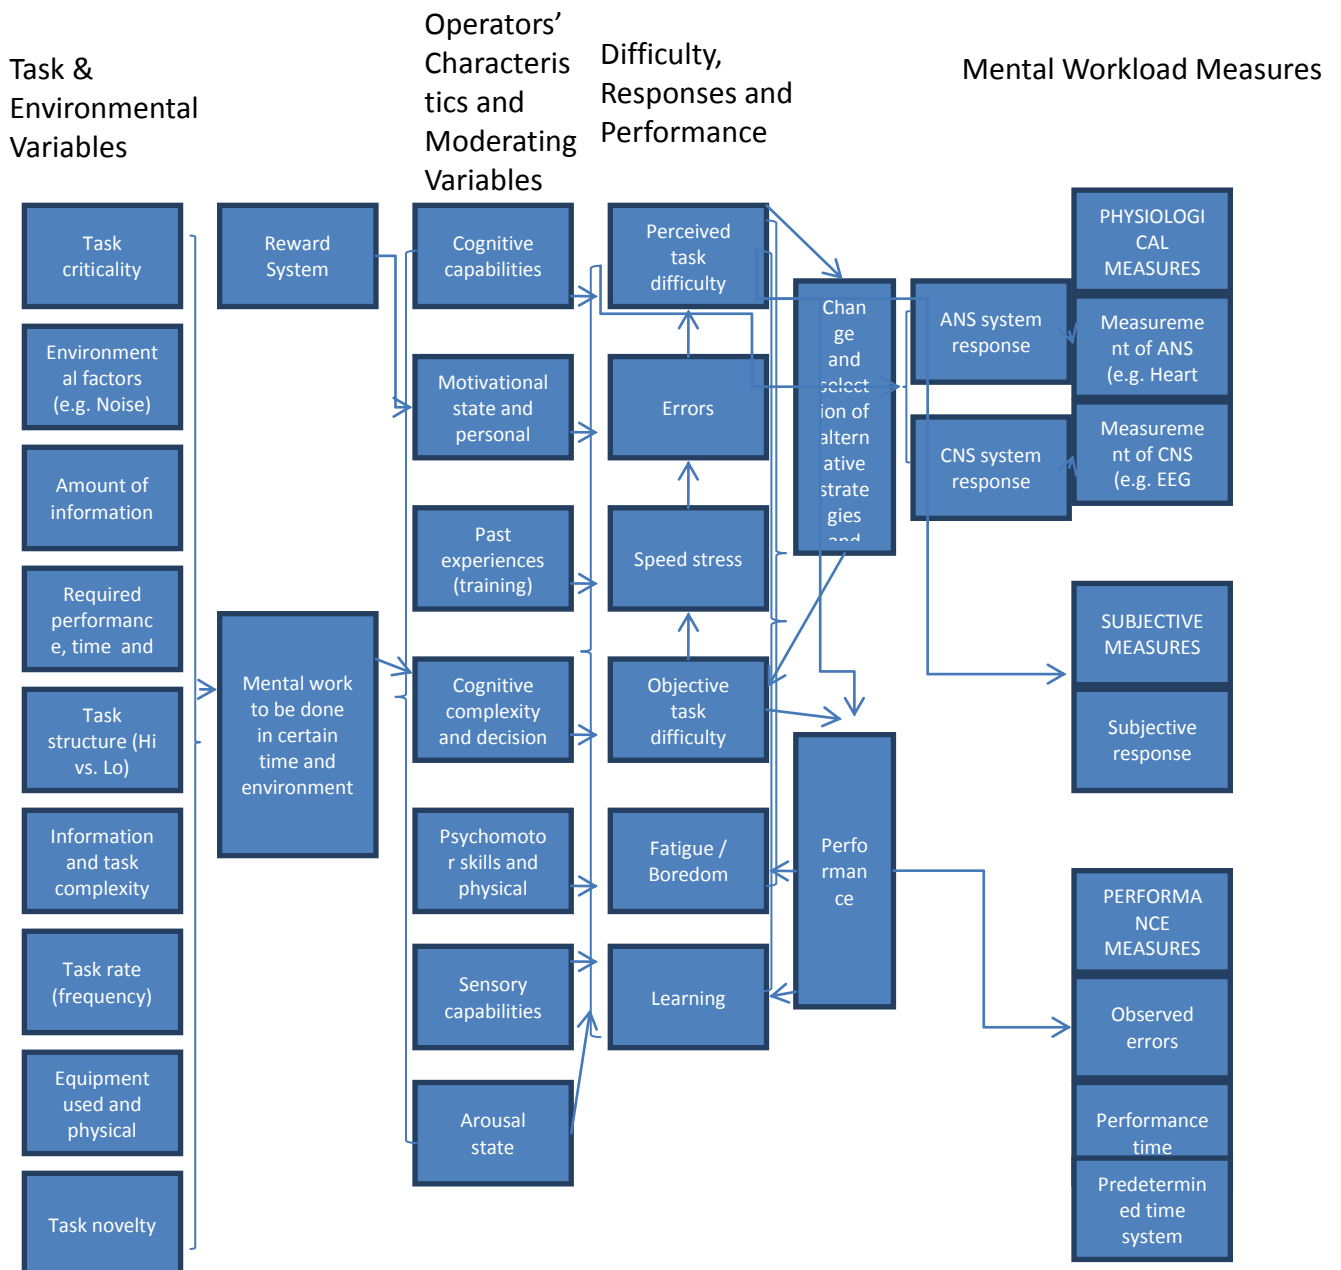 Task &
Environmental
Variables
Operators’
Characteris
tics and
Moderating
Variables
Difficulty,
Responses and
Performance
Mental Workload Measures
Task
criticality
Environment
al factors
(e.g. Noise)
Amount of
information
Required
performanc
e, time and
Task
structure (Hi
vs. Lo)
Information
and task
complexity
Task rate
(frequency)
Equipment
used and
physical
Task novelty
Reward
System
Mental work
to be done
in certain
time and
environment
Cognitive
capabilities
Motivational
state and
personal
Past
experiences
(training)
Cognitive
complexity
and decision
Psychomoto
r skills and
physical
Sensory
capabilities
Arousal
state
Perceived
task
difficulty
Errors
Speed stress
Objective
task
difficulty
Fatigue /
Boredom
Learning
Chan
ge
and
select
ion of
altern
ative
strate
gies
and
Perfo
rman
ce
ANS system
response
CNS system
response
PHYSIOLOGI
CAL
MEASURES
Measureme
nt of ANS
(e.g. Heart
Measureme
nt of CNS
(e.g. EEG
SUBJECTIVE
MEASURES
Subjective
response
PERFORMA
NCE
MEASURES
Observed
errors
Performance
time
Predetermin
ed time
system